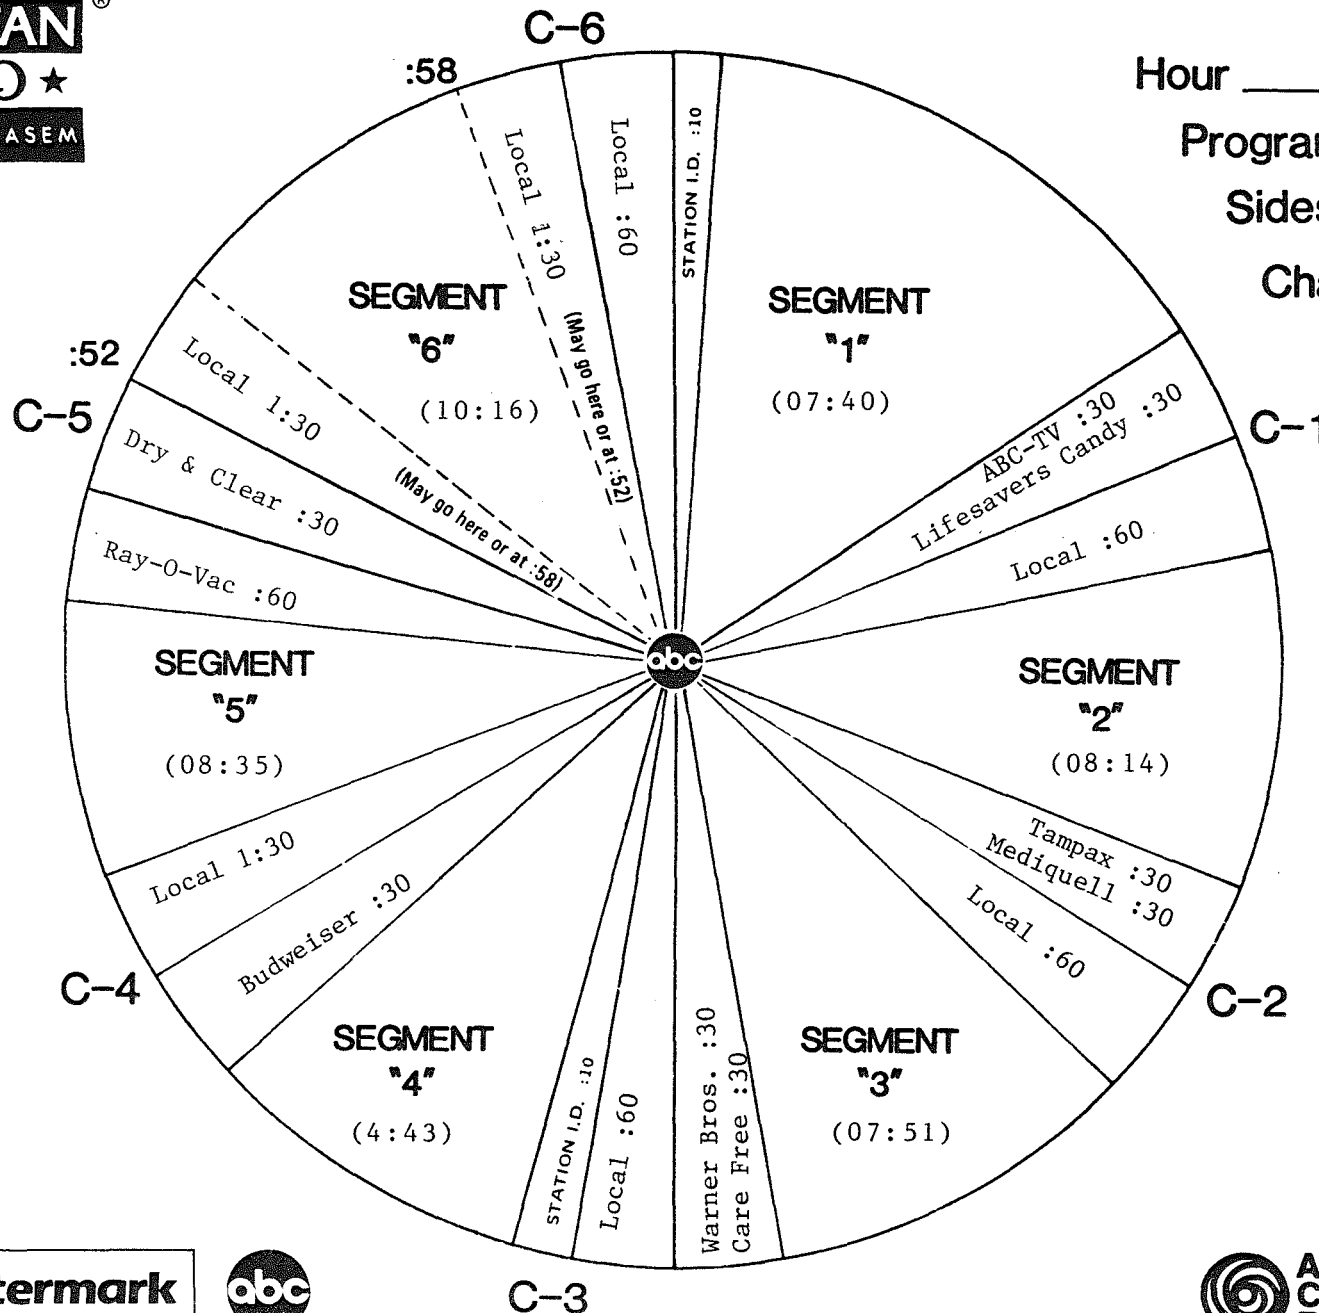 C-6
:58
ASEM
Hour
STATION I.D. :10
SEGMENT
"1"
(07:40)
ABC-TV :30
Lifesavers Candy :30
C-1
Local :60
SEGMENT
"2"
(08:14)
Tampax :30
Mediquell :30
C-2
Local :60
SEGMENT
"3"
(07:51)
Warner Bros. :30
Care Free :30
C-3
Local :60
STATION I.D. :10
SEGMENT
"4"
(4:43)
Budweiser :30
C-4
Local 1:30
SEGMENT
"5"
(08:35)
Ray-O-Vac :60
Dry & Clear :30
C-5
:52
Local 1:30
(May go here or at :58)
SEGMENT
"6"
(10:16)
Local 1:30
(May go here or at :52)
Local :60
abc
termark
abc